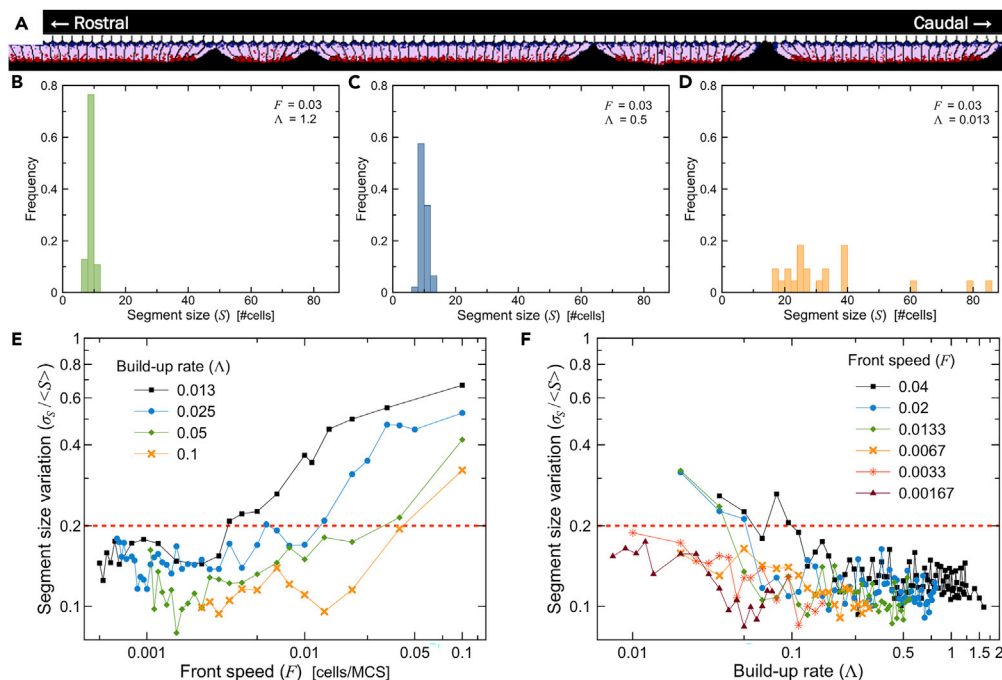 A
← Rostral
Caudal →
B
0.8
0.6
0.4
0.2
0
Frequency
F = 0.03
Λ = 1.2
0 20 40 60 80
Segment size (S) [#cells]
C
0.8
0.6
0.4
0.2
0
Frequency
F = 0.03
Λ = 0.5
0 20 40 60 80
Segment size (S) [#cells]
D
0.8
0.6
0.4
0.2
0
Frequency
F = 0.03
Λ = 0.013
0 20 40 60 80
Segment size (S) [#cells]
E
1
0.8
0.6
0.4
0.2
0.1
Segment size variation (σS / <S>)
Build-up rate (Λ)
0.013
0.025
0.05
0.1
0.001 0.01 0.05 0.1
Front speed (F) [cells/MCS]
F
1
0.8
0.6
0.4
0.2
0.1
Segment size variation (σS / <S>)
Front speed (F)
0.04
0.02
0.0133
0.0067
0.0033
0.00167
0.01 0.1 0.5 1 1.5 2
Build-up rate (Λ)